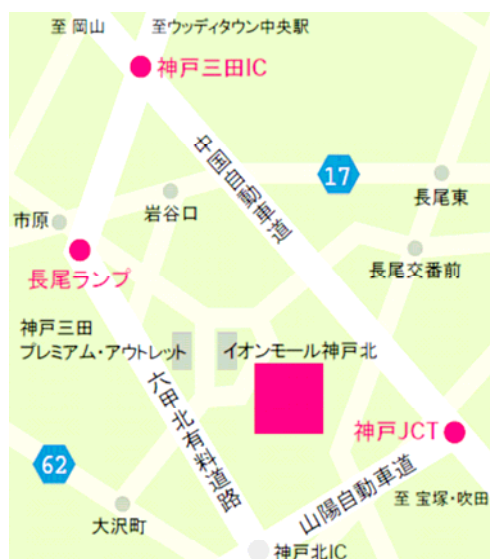 至 岡山
至ウッディタウン中央駅
神戸三田IC
中国自動車道
17
長尾東
岩谷口
市原
長尾交番前
長尾ランプ
神戸三田
プレミアム・アウトレット
イオンモール神戸北
六甲北有料道路
神戸JCT
62
山陽自動車道
至 宝塚・吹田
大沢町
神戸北IC